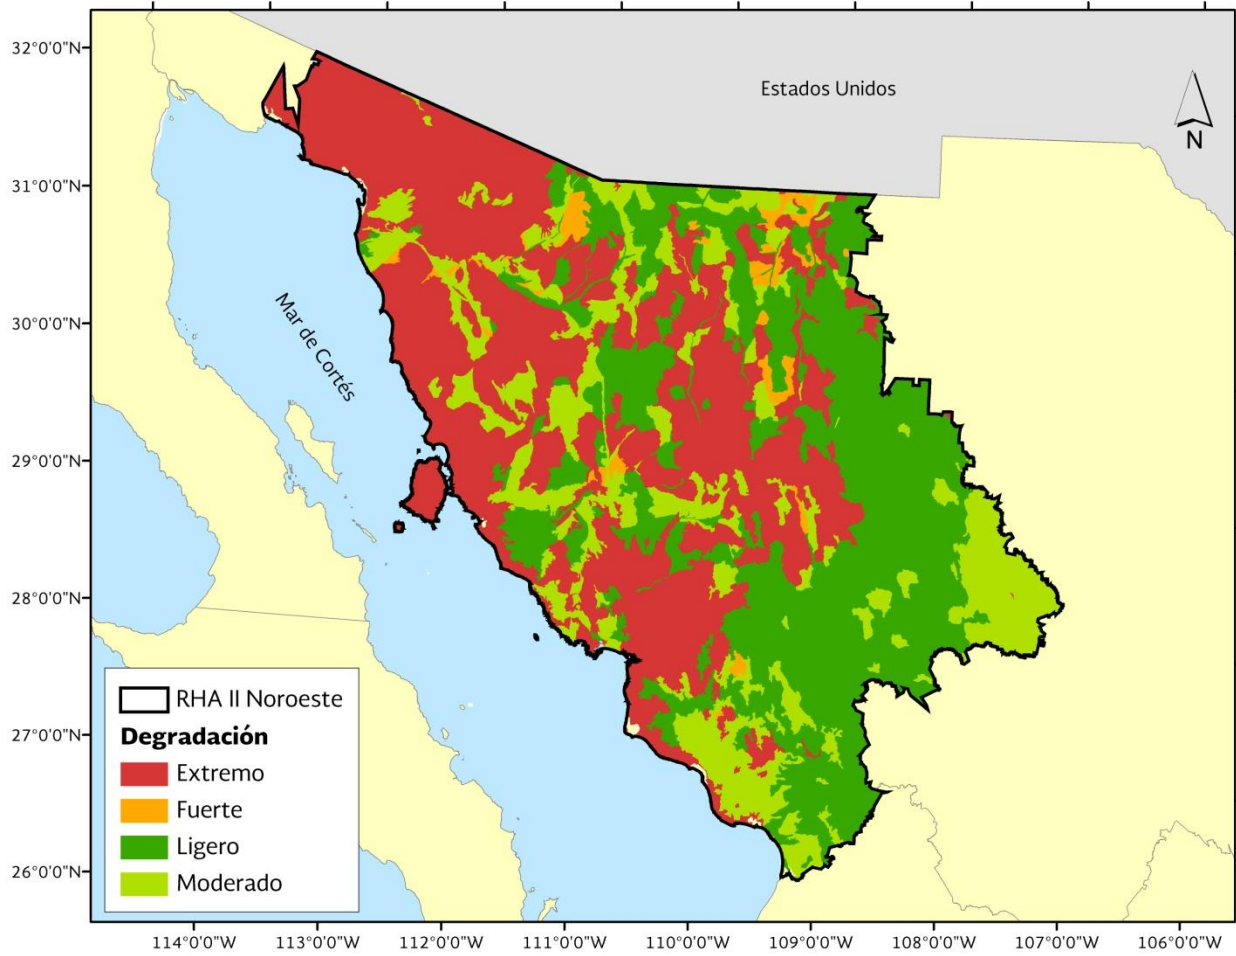 32°0'0"N
Estados Unidos
N
31°0'0"N
30°0'0"N
Mar de Cortés
29°0'0"N
28°0'0"N
27°0'0"N
26°0'0"N
RHA II Noroeste
Degradación
Extremo
Fuerte
Ligero
Moderado
114°0'0"W 113°0'0"W 112°0'0"W 111°0'0"W 110°0'0"W 109°0'0"W 108°0'0"W 107°0'0"W 106°0'0"W